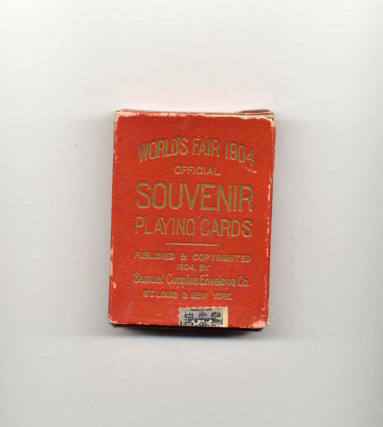 WORLD'S FAIR 1904
OFFICIAL
SOUVENIR
PLAYING CARDS
PUBLISHED & COPYRIGHTED
1904, BY
Samuel Cupples Envelope Co.
ST. LOUIS & NEW YORK